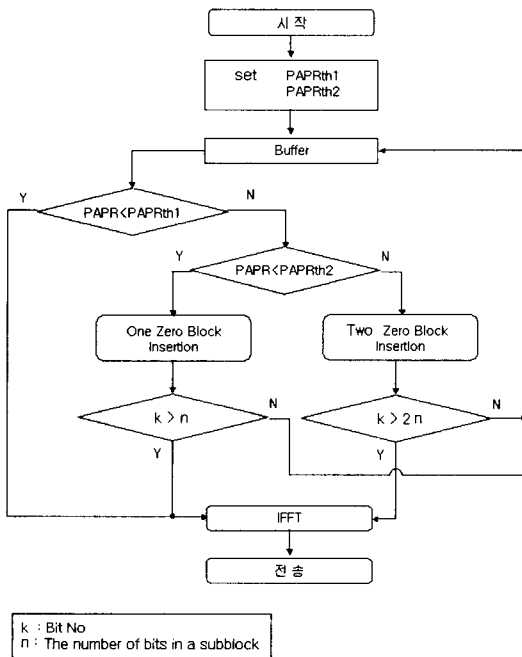 시 작
set PAPRth1
PAPRth2
Buffer
Y
N
PAPR<PAPRth1
Y
N
PAPR<PAPRth2
One Zero Block
Insertion
Two Zero Block
Insertion
k > n
N
k > 2 n
N
Y
Y
IFFT
전 송
k : Bit No
n : The number of bits in a subblock